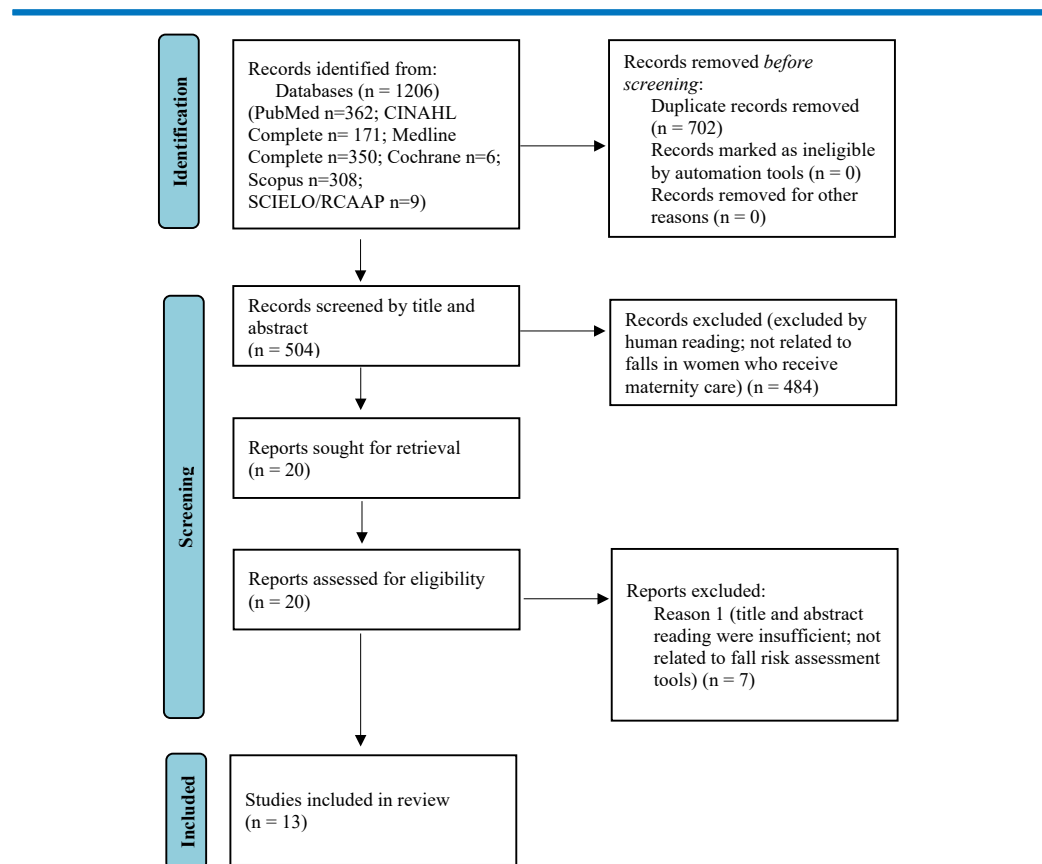 Identification
Records identified from:
Databases (n = 1206)
(PubMed n=362; CINAHL
Complete n= 171; Medline
Complete n=350; Cochrane n=6;
Scopus n=308;
SCIELO/RCAAP n=9)
Records removed before
screening:
Duplicate records removed
(n = 702)
Records marked as ineligible
by automation tools (n = 0)
Records removed for other
reasons (n = 0)
Screening
Records screened by title and
abstract
(n = 504)
Records excluded (excluded by
human reading; not related to
falls in women who receive
maternity care) (n = 484)
Reports sought for retrieval
(n = 20)
Reports assessed for eligibility
(n = 20)
Reports excluded:
Reason 1 (title and abstract
reading were insufficient; not
related to fall risk assessment
tools) (n = 7)
Included
Studies included in review
(n = 13)